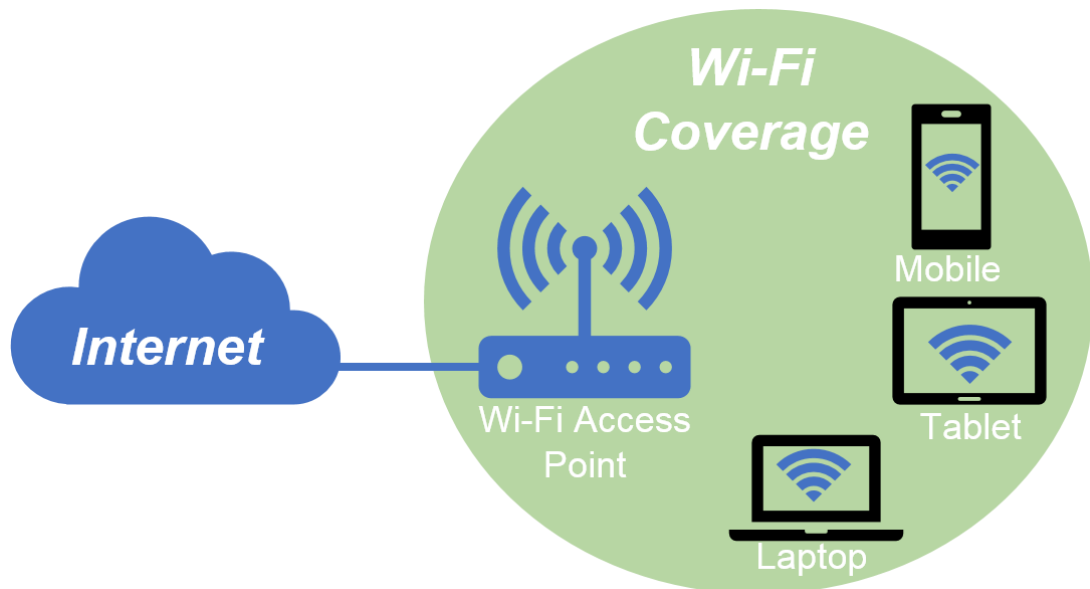 Wi-Fi
Coverage
Mobile
Internet
Wi-Fi Access
Point
Tablet
Laptop